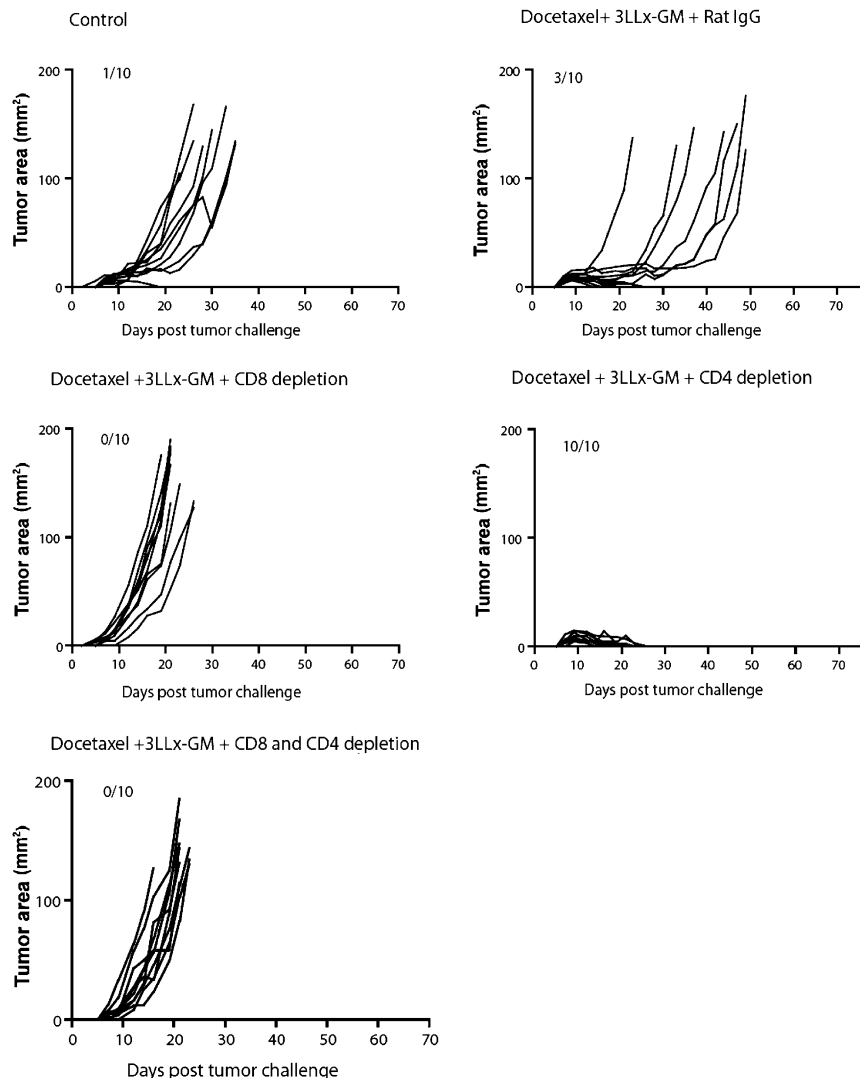 Control
1/10
Tumor area (mm²)
200
100
0
0 10 20 30 40 50 60 70
Days post tumor challenge
Docetaxel+ 3LLx-GM + Rat IgG
3/10
Tumor area (mm²)
200
100
0
0 10 20 30 40 50 60 70
Days post tumor challenge
Docetaxel +3LLx-GM + CD8 depletion
0/10
Tumor area (mm²)
200
100
0
0 10 20 30 40 50 60 70
Days post tumor challenge
Docetaxel + 3LLx-GM + CD4 depletion
10/10
Tumor area (mm²)
200
100
0
0 10 20 30 40 50 60 70
Days post tumor challenge
Docetaxel +3LLx-GM + CD8 and CD4 depletion
0/10
Tumor area (mm²)
200
100
0
0 10 20 30 40 50 60 70
Days post tumor challenge